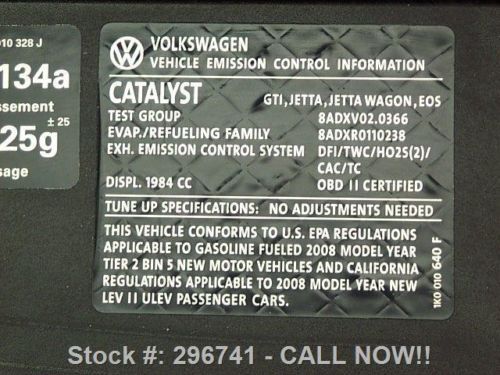 010 328 J
134a
ssement
25g ± 25
sage
VOLKSWAGEN
VEHICLE EMISSION CONTROL INFORMATION
CATALYST GTI,JETTA,JETTA WAGON,EOS
TEST GROUP 8ADXV02.0366
EVAP./REFUELING FAMILY 8ADXR0110238
EXH. EMISSION CONTROL SYSTEM DFI/TWC/HO2S(2)/
CAC/TC
DISPL. 1984 CC OBD II CERTIFIED
TUNE UP SPECIFICATIONS: NO ADJUSTMENTS NEEDED
THIS VEHICLE CONFORMS TO U.S. EPA REGULATIONS
APPLICABLE TO GASOLINE FUELED 2008 MODEL YEAR
TIER 2 BIN 5 NEW MOTOR VEHICLES AND CALIFORNIA
REGULATIONS APPLICABLE TO 2008 MODEL YEAR NEW
LEV II ULEV PASSENGER CARS.
1K0 010 640 F
Stock #: 296741 - CALL NOW!!